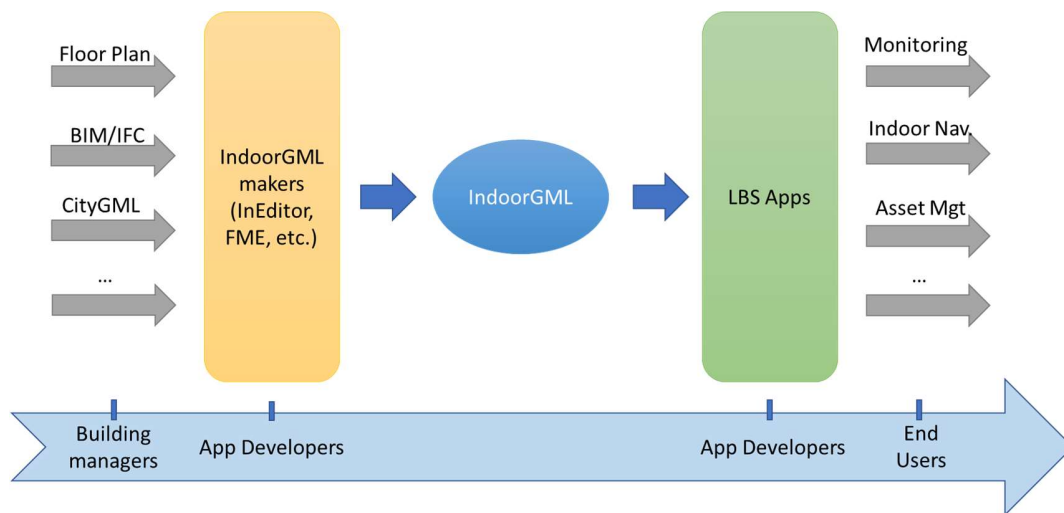 Floor Plan
BIM/IFC
CityGML
...
IndoorGML
makers
(InEditor,
FME, etc.)
IndoorGML
LBS Apps
Monitoring
Indoor Nav.
Asset Mgt
...
Building
managers
App Developers
App Developers
End
Users